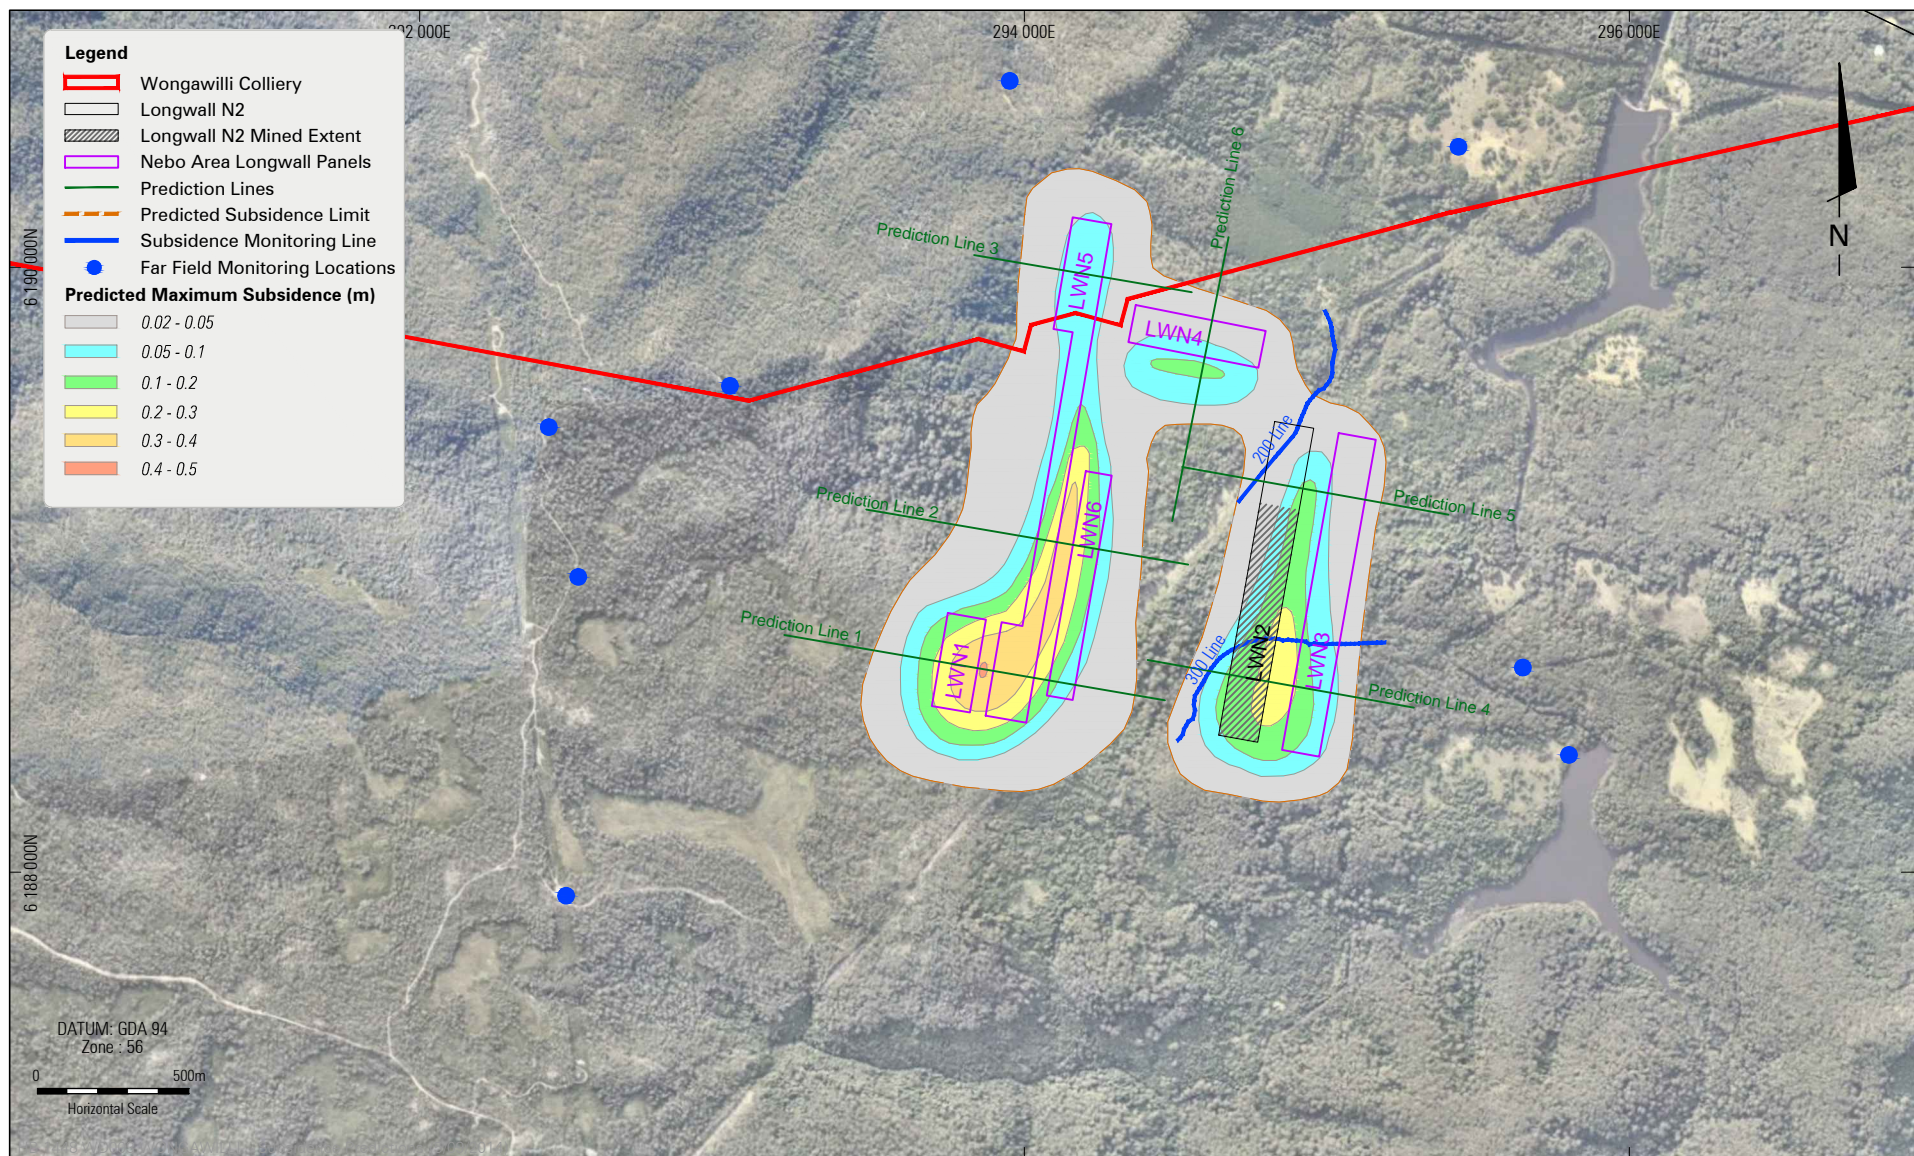 294 000E
296 000E
Legend
Wongawilli Colliery
Longwall N2
Longwall N2 Mined Extent
Nebo Area Longwall Panels
Prediction Lines
Predicted Subsidence Limit
Subsidence Monitoring Line
Far Field Monitoring Locations
Predicted Maximum Subsidence (m)
0.02 - 0.05
0.05 - 0.1
0.1 - 0.2
0.2 - 0.3
0.3 - 0.4
0.4 - 0.5
6 190 000N
6 188 000N
N
Prediction Line 6
Prediction Line 3
LWN5
LWN4
200 Line
Prediction Line 2
LWN6
Prediction Line 5
Prediction Line 1
LWN1
300 Line
LWN2
LWN3
Prediction Line 4
DATUM: GDA 94
Zone : 56
0 500m
Horizontal Scale